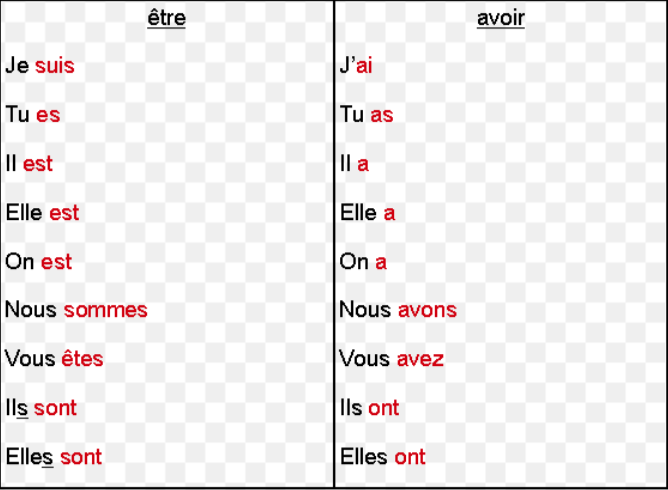 être
Je suis
Tu es
Il est
Elle est
On est
Nous sommes
Vous êtes
Ils sont
Elles sont
avoir
J'ai
Tu as
Il a
Elle a
On a
Nous avons
Vous avez
Ils ont
Elles ont